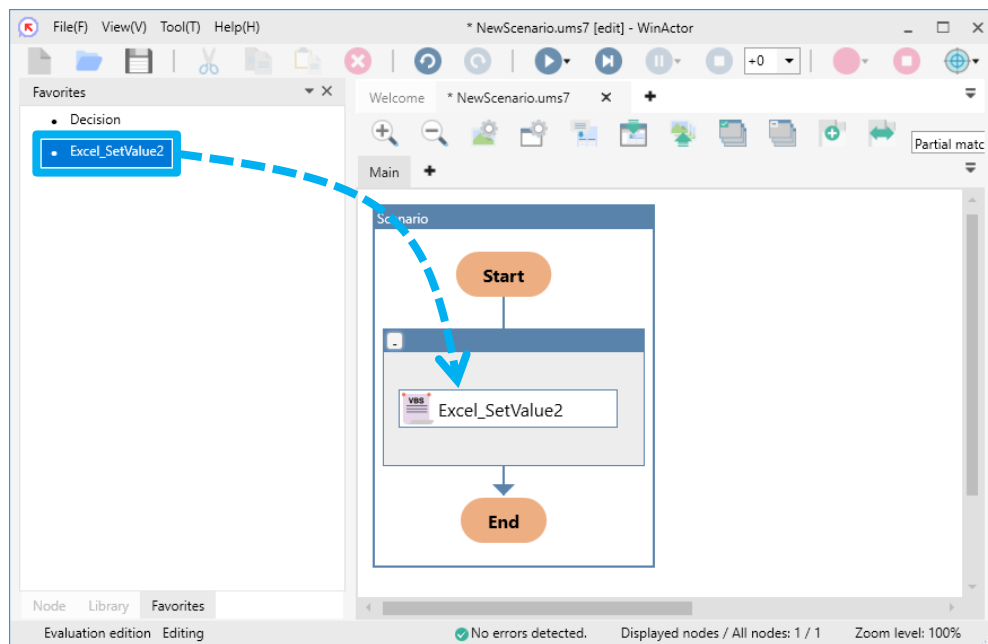 File(F) View(V) Tool(T) Help(H)
* NewScenario.ums7 [edit] - WinActor
+0
Favorites
Welcome * NewScenario.ums7
Decision
Excel_SetValue2
Partial matc
Main
Scenario
Start
VBS Excel_SetValue2
End
Node Library Favorites
Evaluation edition Editing No errors detected. Displayed nodes / All nodes: 1 / 1 Zoom level: 100%